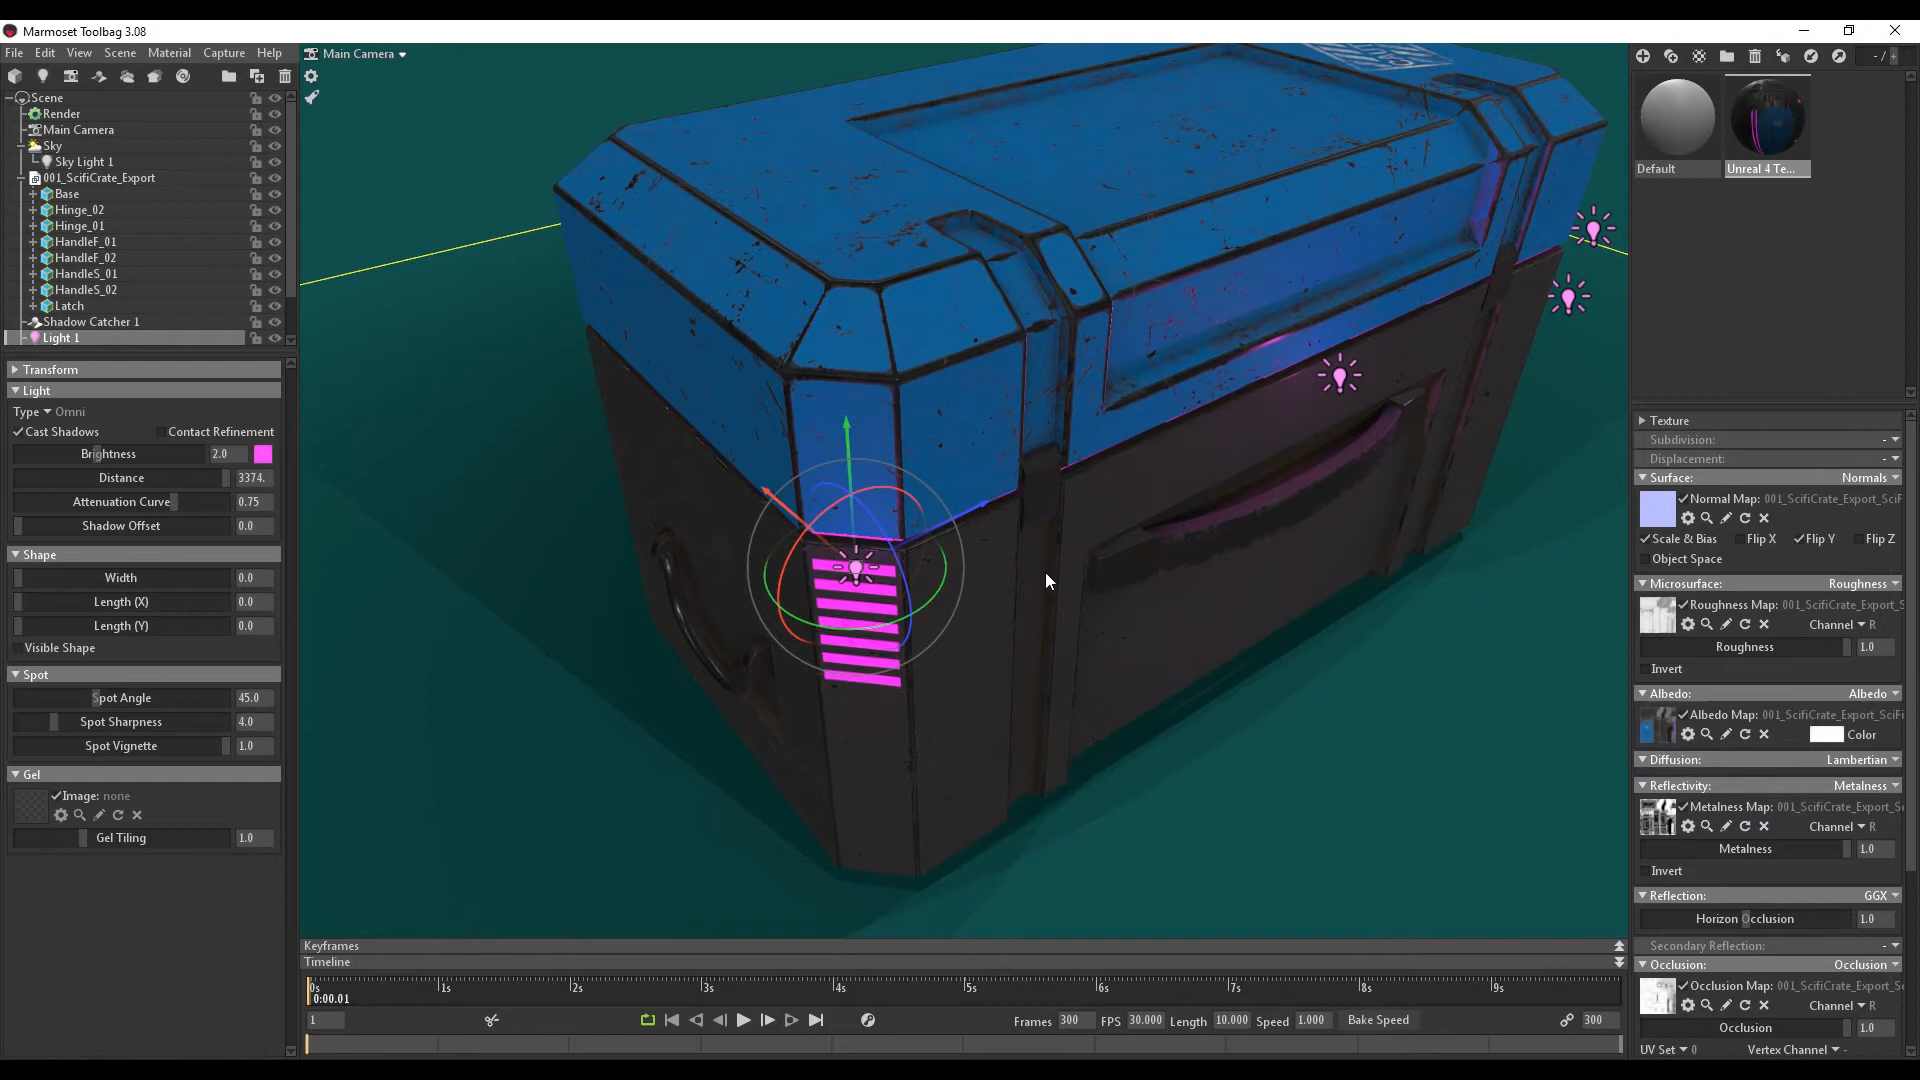 Marmoset Toolbag 3.08
File Edit View Scene Material Capture Help
Main Camera
Scene
Render
Main Camera
Sky
Sky Light 1
001_ScifiCrate_Export
Base
Hinge_02
Hinge_01
HandleF_01
HandleF_02
HandleS_01
HandleS_02
Latch
Shadow Catcher 1
Light 1
Transform
Light
Type Omni
Cast Shadows Contact Refinement
Brightness 2.0
Distance 3374.
Attenuation Curve 0.75
Shadow Offset 0.0
Shape
Width 0.0
Length (X) 0.0
Length (Y) 0.0
Visible Shape
Spot
Spot Angle 45.0
Spot Sharpness 4.0
Spot Vignette 1.0
Gel
Image: none
Gel Tiling 1.0
Keyframes
Timeline
0s 1s 2s 3s 4s 5s 6s 7s 8s 9s
0:00.01
1 Frames 300 FPS 30.000 Length 10.000 Speed 1.000 Bake Speed 300
- / +
Default Unreal 4 Te...
Texture
Subdivision: -
Displacement: -
Surface: Normals
Normal Map: 001_ScifiCrate_Export_SciF
Scale & Bias Flip X Flip Y Flip Z
Object Space
Microsurface: Roughness
Roughness Map: 001_ScifiCrate_Export_S
Channel R
Roughness 1.0
Invert
Albedo: Albedo
Albedo Map: 001_ScifiCrate_Export_SciFi
Color
Diffusion: Lambertian
Reflectivity: Metalness
Metalness Map: 001_ScifiCrate_Export_Sc
Channel R
Metalness 1.0
Invert
Reflection: GGX
Horizon Occlusion 1.0
Secondary Reflection: -
Occlusion: Occlusion
Occlusion Map: 001_ScifiCrate_Export_Sc
Channel R
Occlusion 1.0
UV Set 0 Vertex Channel -